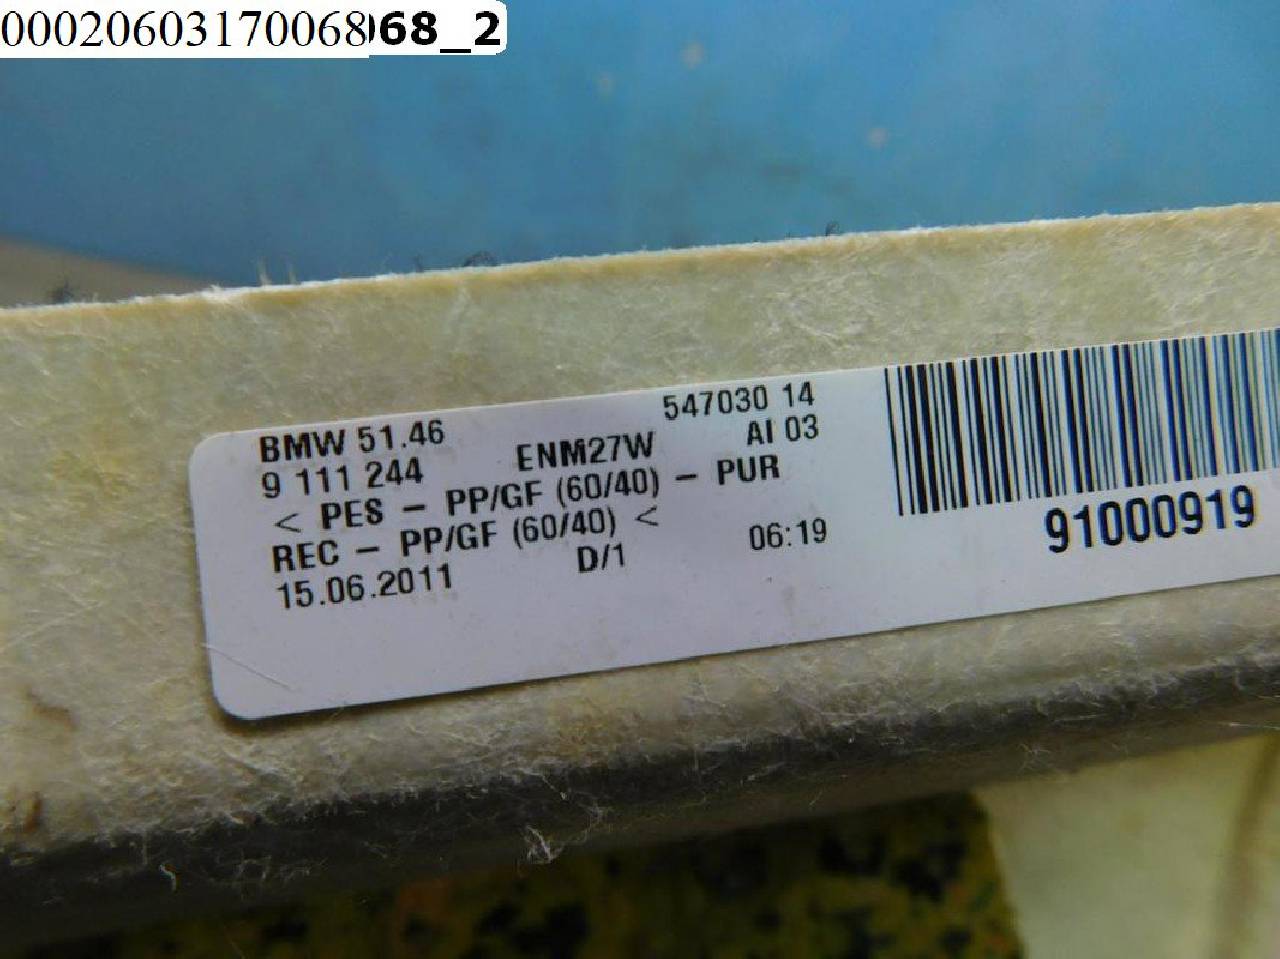 00020603170068068_2
BMW 51.46 547030 14
9 111 244 ENM27W AI 03
< PES – PP/GF (60/40) – PUR
REC – PP/GF (60/40) <
15.06.2011 D/1 06:19
91000919